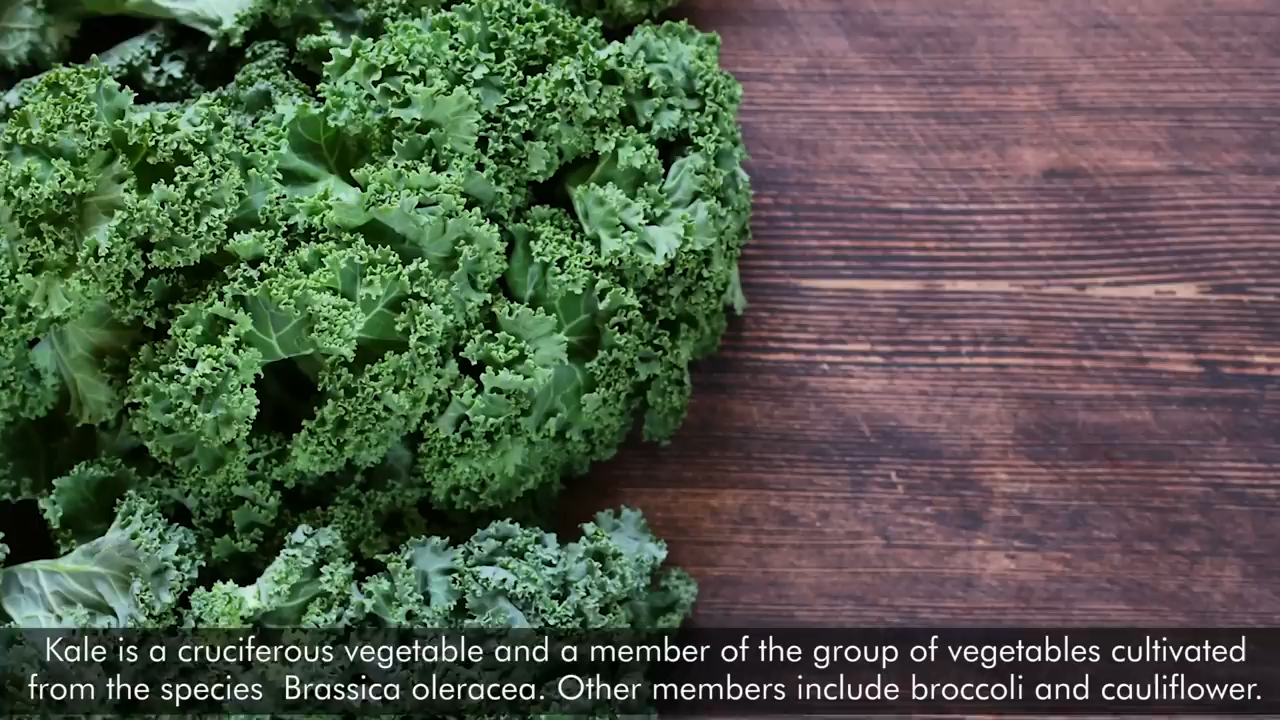 Kale is a cruciferous vegetable and a member of the group of vegetables cultivated
from the species  Brassica oleracea. Other members include broccoli and cauliflower.